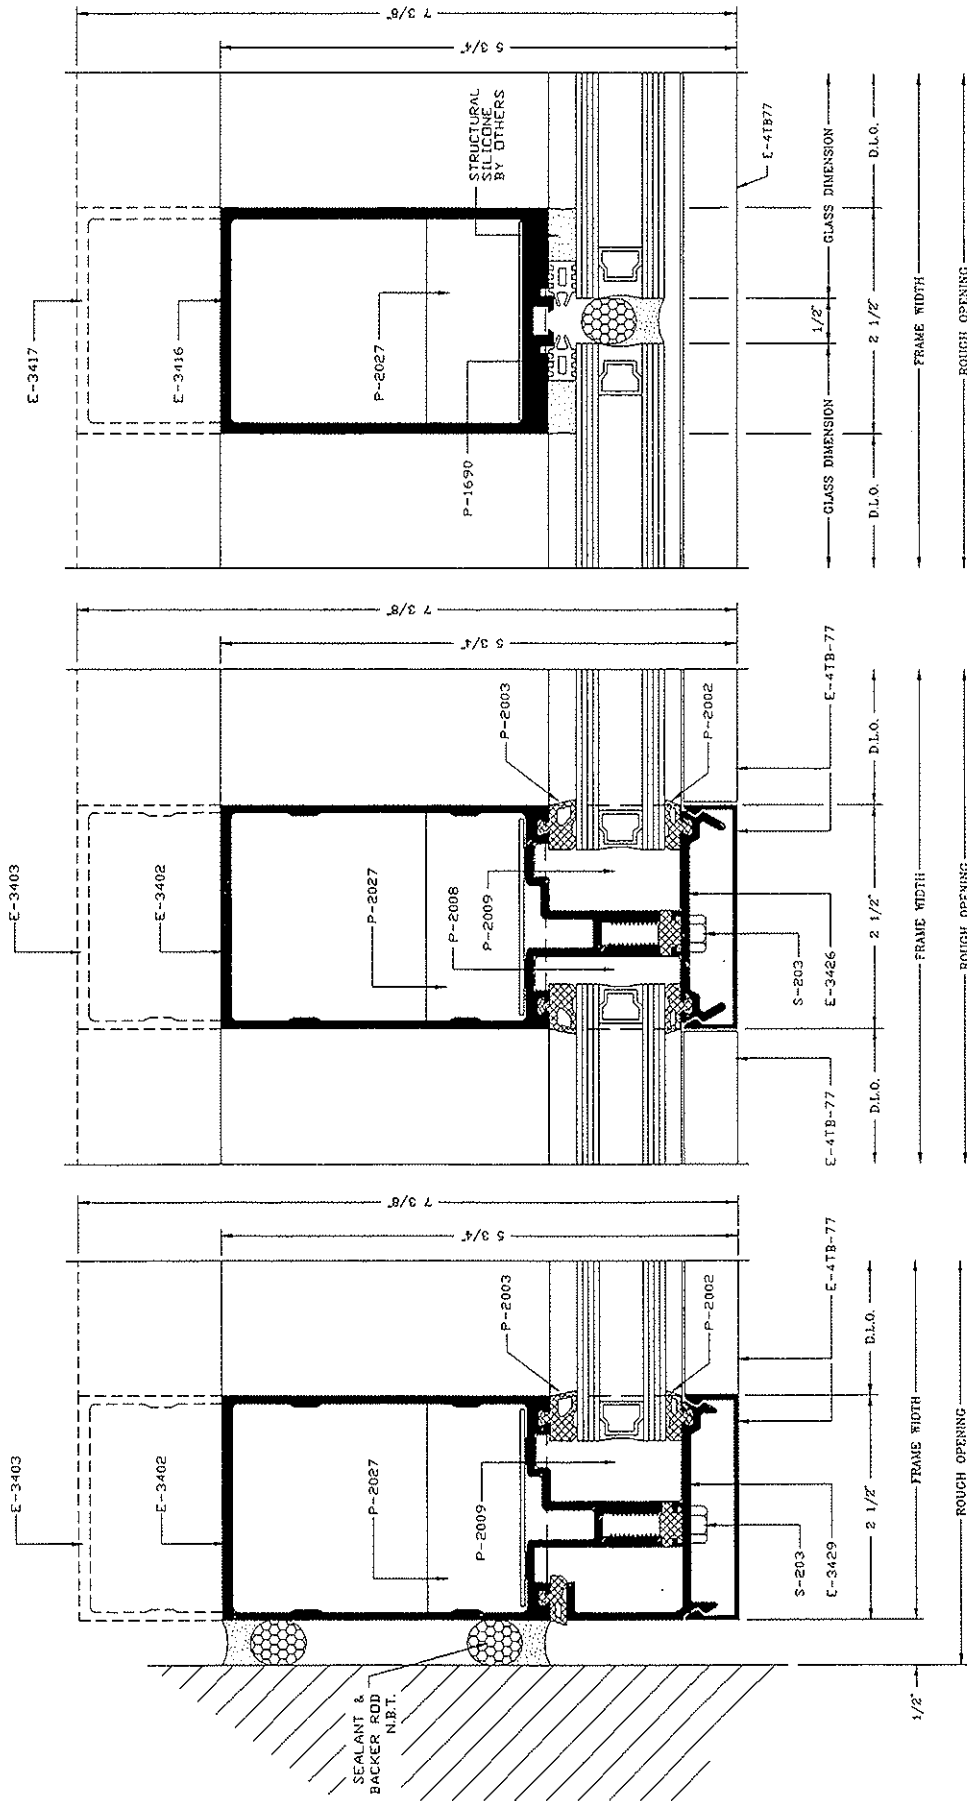 E-3403
E-3402
P-2027
P-2009
P-2003
P-2002
S-203
E-3429
E-4TB-77
SEALANT &
BACKER ROD
N.B.T.
5 3/4"
7 3/8"
1/2"
2 1/2"
D.L.O.
FRAME WIDTH
ROUGH OPENING
E-3403
E-3402
P-2027
P-2008
P-2009
P-2003
P-2002
S-203
E-3426
E-4TB-77
E-4TB-77
5 3/4"
7 3/8"
D.L.O.
2 1/2"
D.L.O.
FRAME WIDTH
ROUGH OPENING
E-3417
E-3416
P-2027
P-1690
STRUCTURAL
SILICONE
BY OTHERS
E-4TB77
5 3/4"
7 3/8"
GLASS DIMENSION
1/2"
GLASS DIMENSION
D.L.O.
2 1/2"
D.L.O.
FRAME WIDTH
ROUGH OPENING